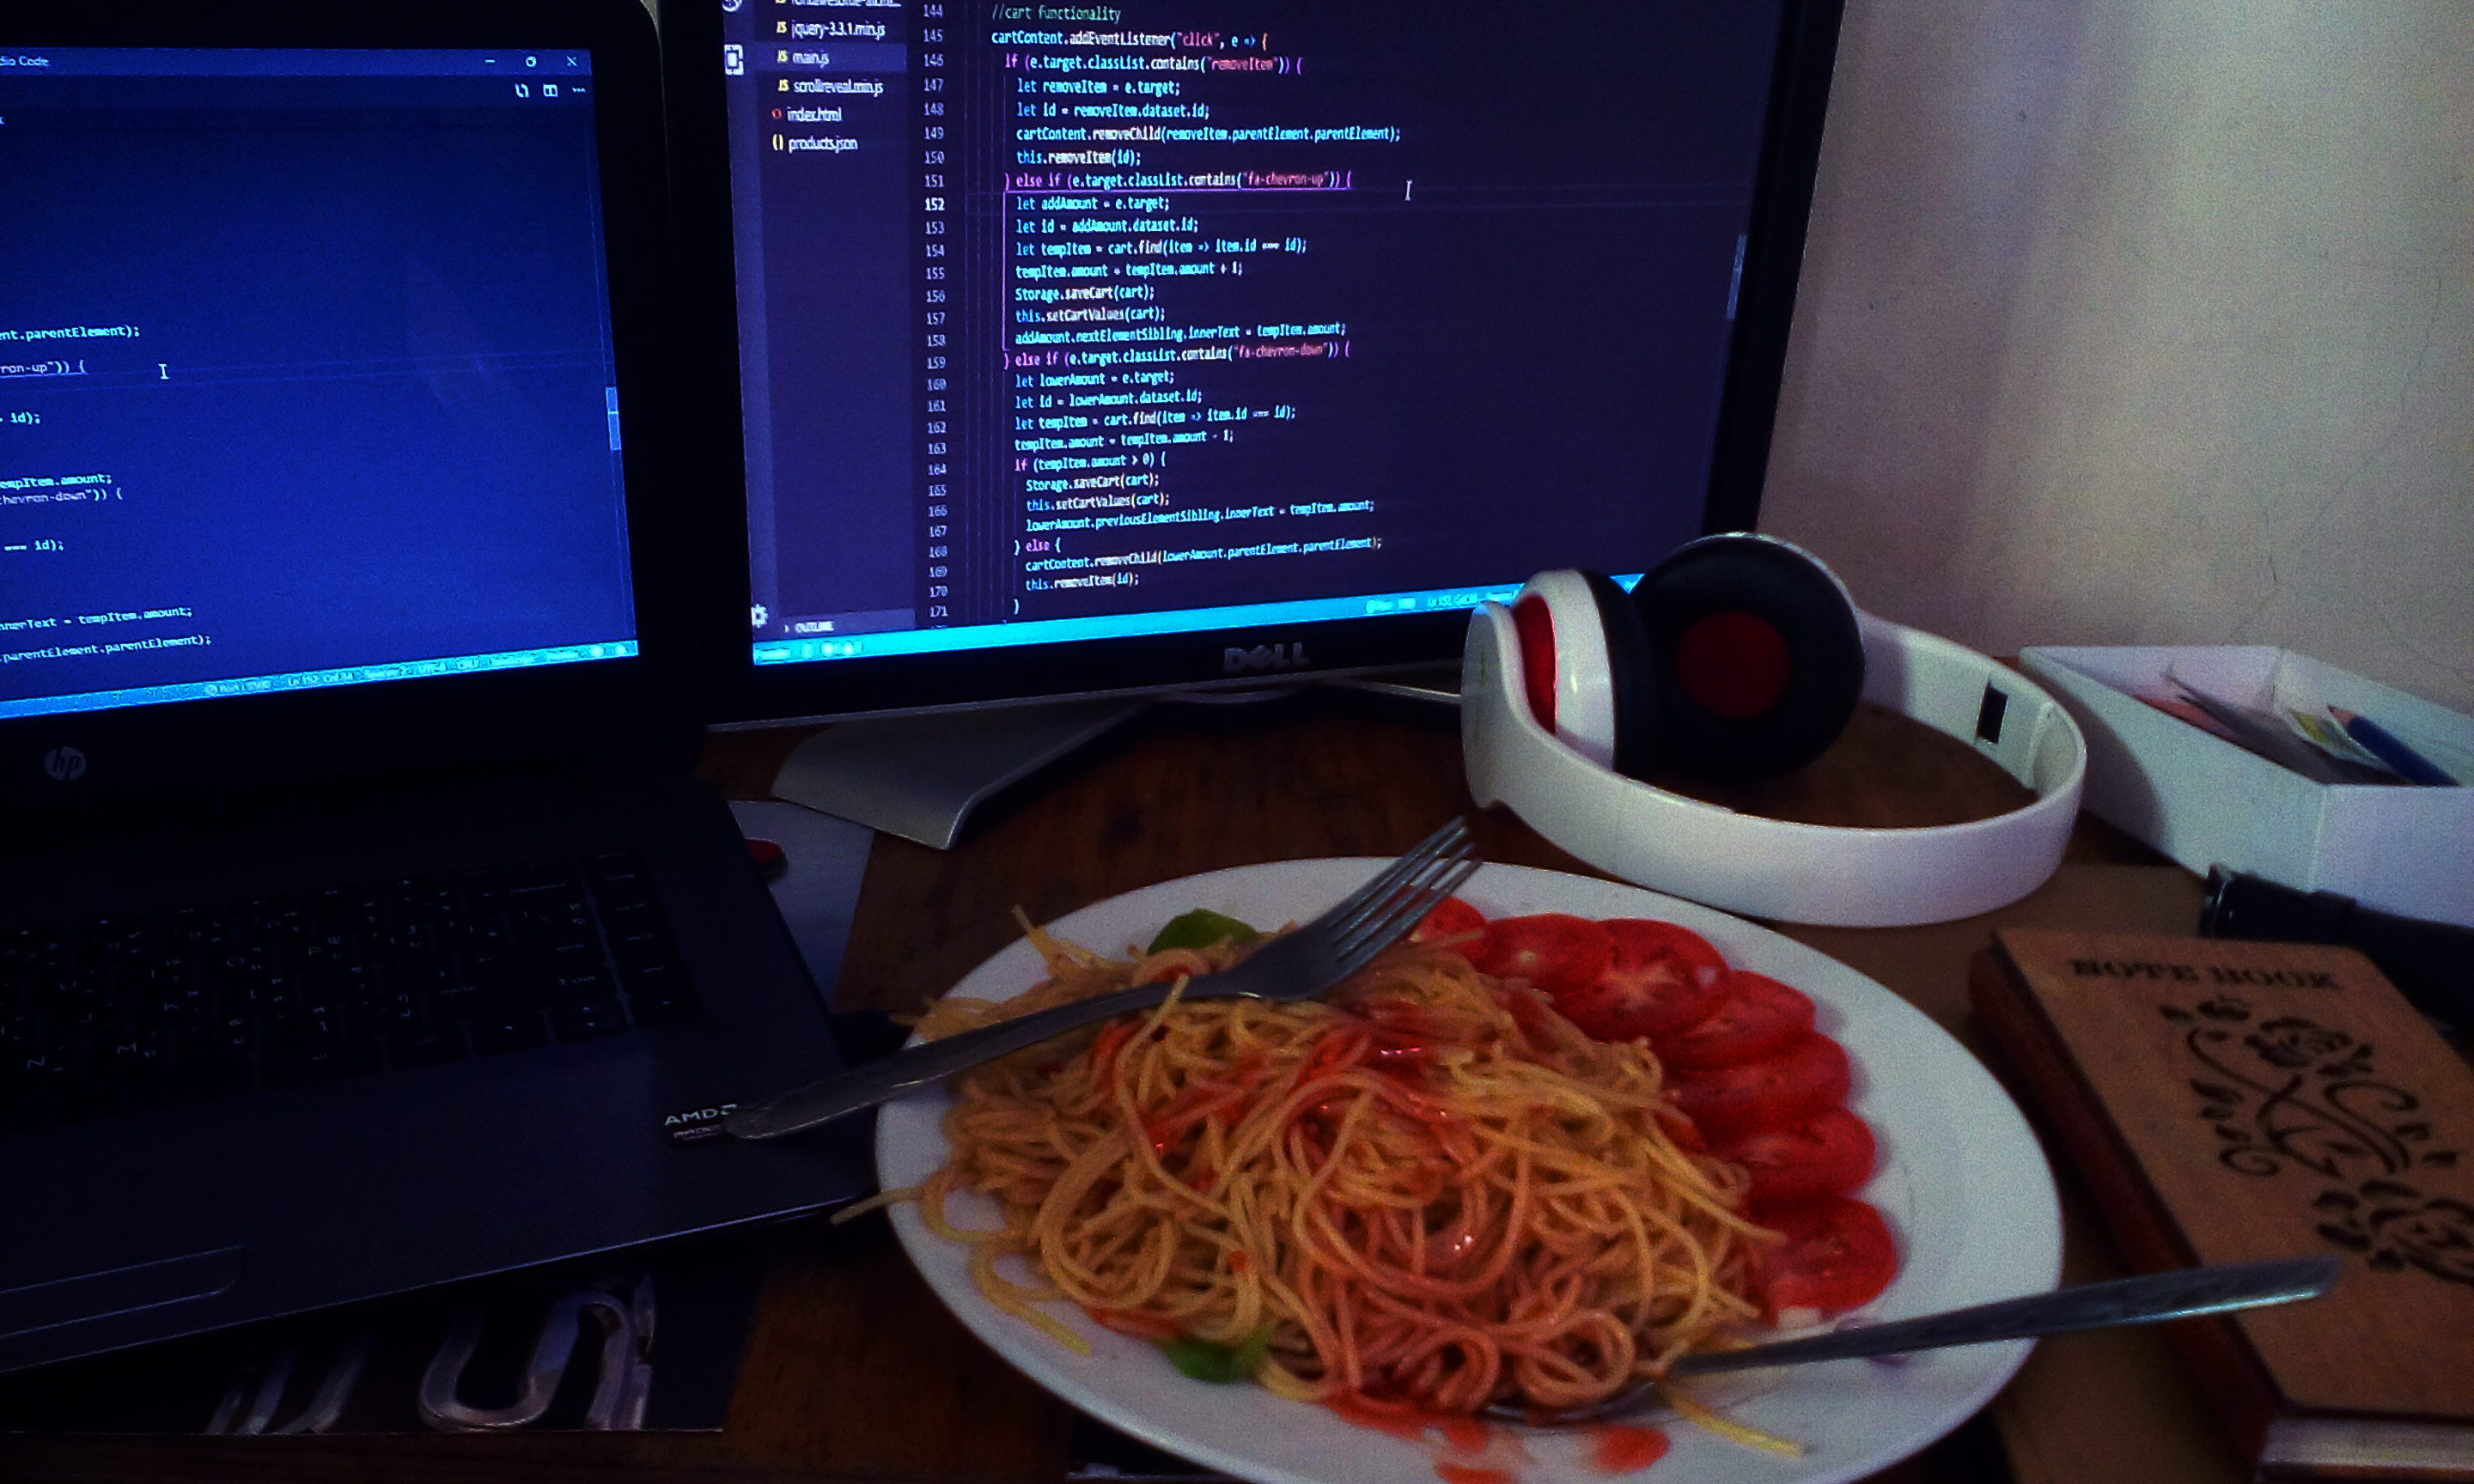 dio Code
nt.parentElement);
ron-up")) {
id);
empItem.amount;
hevron-down")) {
=== id);
nnerText = tempItem.amount;
.parentElement.parentElement);
hp
AMD
jquery-3.3.1.min.js
main.js
scrollreveal.min.js
index.html
products.json
OUTLINE
144 //cart functionality
145 cartContent.addEventListener("click", e => {
146 if (e.target.classList.contains("removeItem")) {
147 let removeItem = e.target;
148 let id = removeItem.dataset.id;
149 cartContent.removeChild(removeItem.parentElement.parentElement);
150 this.removeItem(id);
151 } else if (e.target.classList.contains("fa-chevron-up")) {
152 let addAmount = e.target;
153 let id = addAmount.dataset.id;
154 let tempItem = cart.find(item => item.id === id);
155 tempItem.amount = tempItem.amount + 1;
156 Storage.saveCart(cart);
157 this.setCartValues(cart);
158 addAmount.nextElementSibling.innerText = tempItem.amount;
159 } else if (e.target.classList.contains("fa-chevron-down")) {
160 let lowerAmount = e.target;
161 let id = lowerAmount.dataset.id;
162 let tempItem = cart.find(item => item.id === id);
163 tempItem.amount = tempItem.amount - 1;
164 if (tempItem.amount > 0) {
165 Storage.saveCart(cart);
166 this.setCartValues(cart);
167 lowerAmount.previousElementSibling.innerText = tempItem.amount;
168 } else {
169 cartContent.removeChild(lowerAmount.parentElement.parentElement);
170 this.removeItem(id);
171 }
DELL
NOTE BOOK